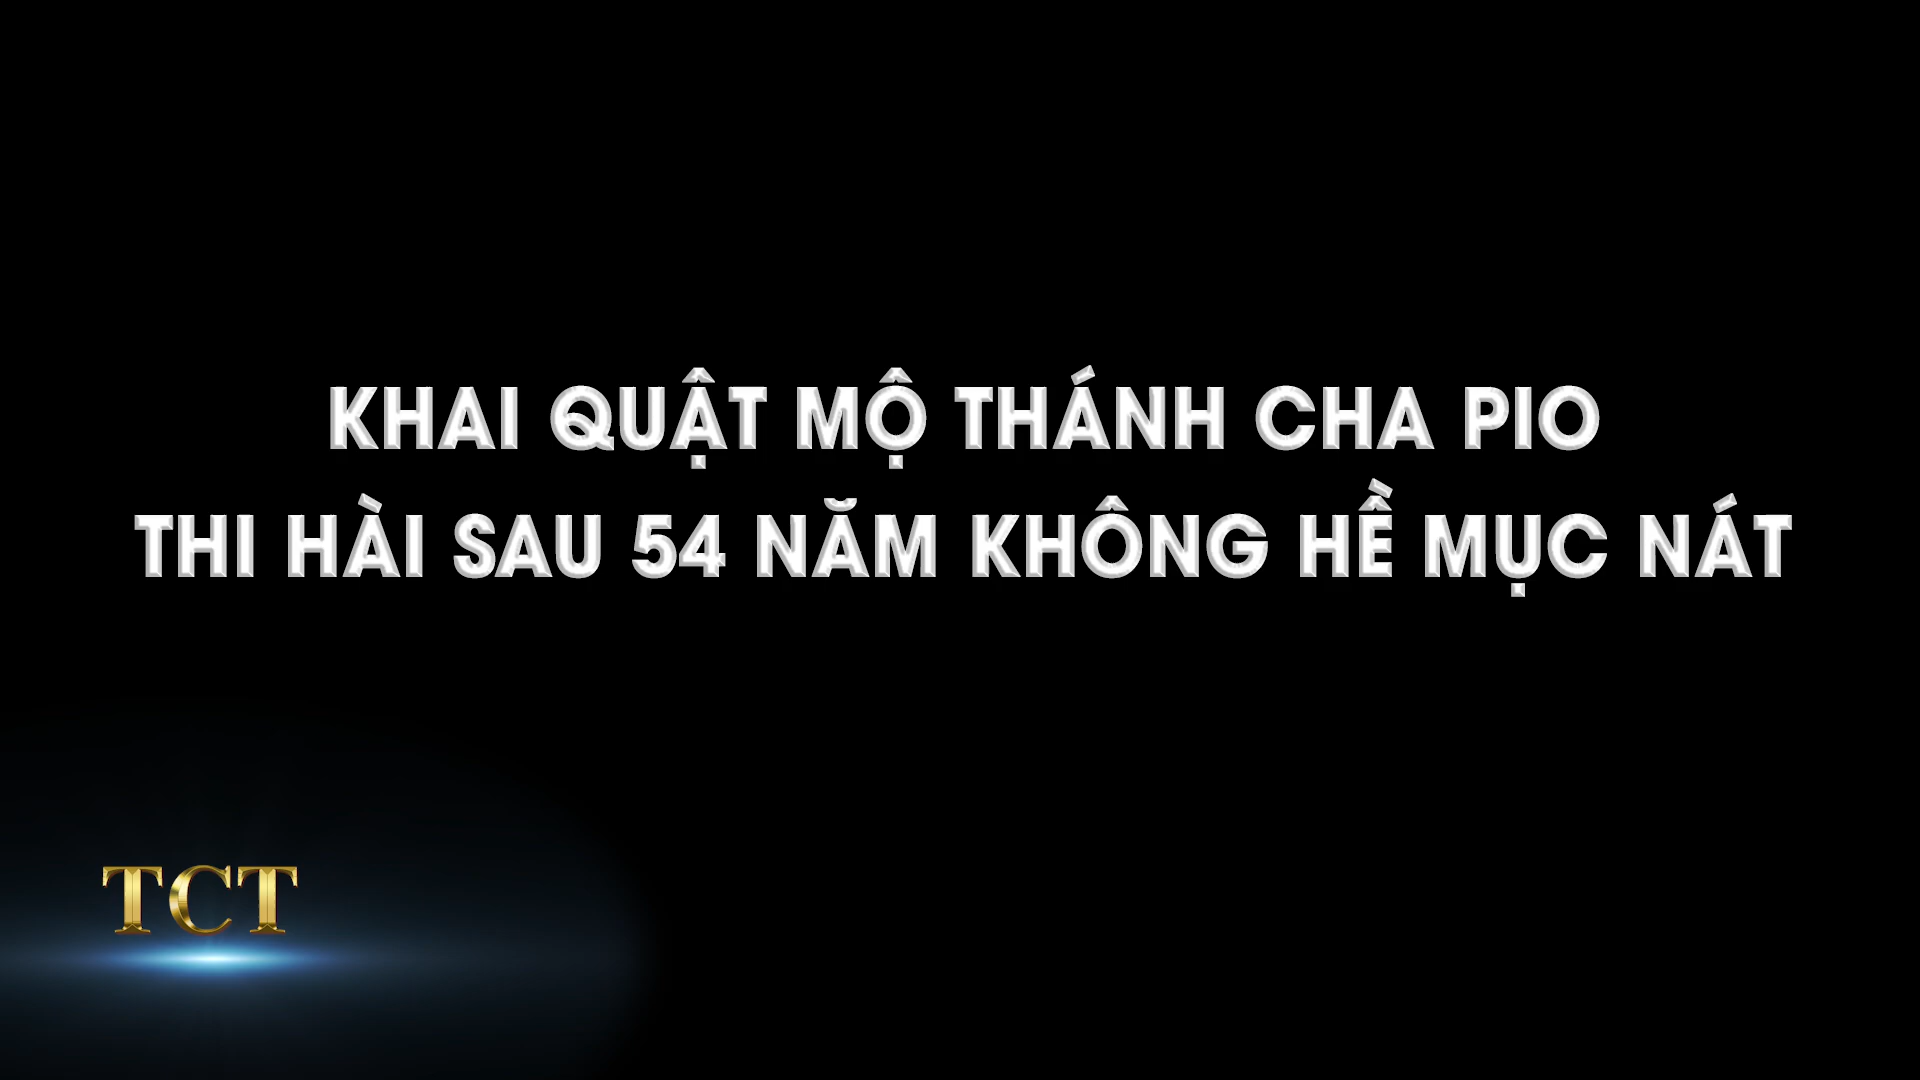 KHAI QUẬT MỘ THÁNH CHA PIO
THI HÀI SAU 54 NĂM KHÔNG HỀ MỤC NÁT
TCT